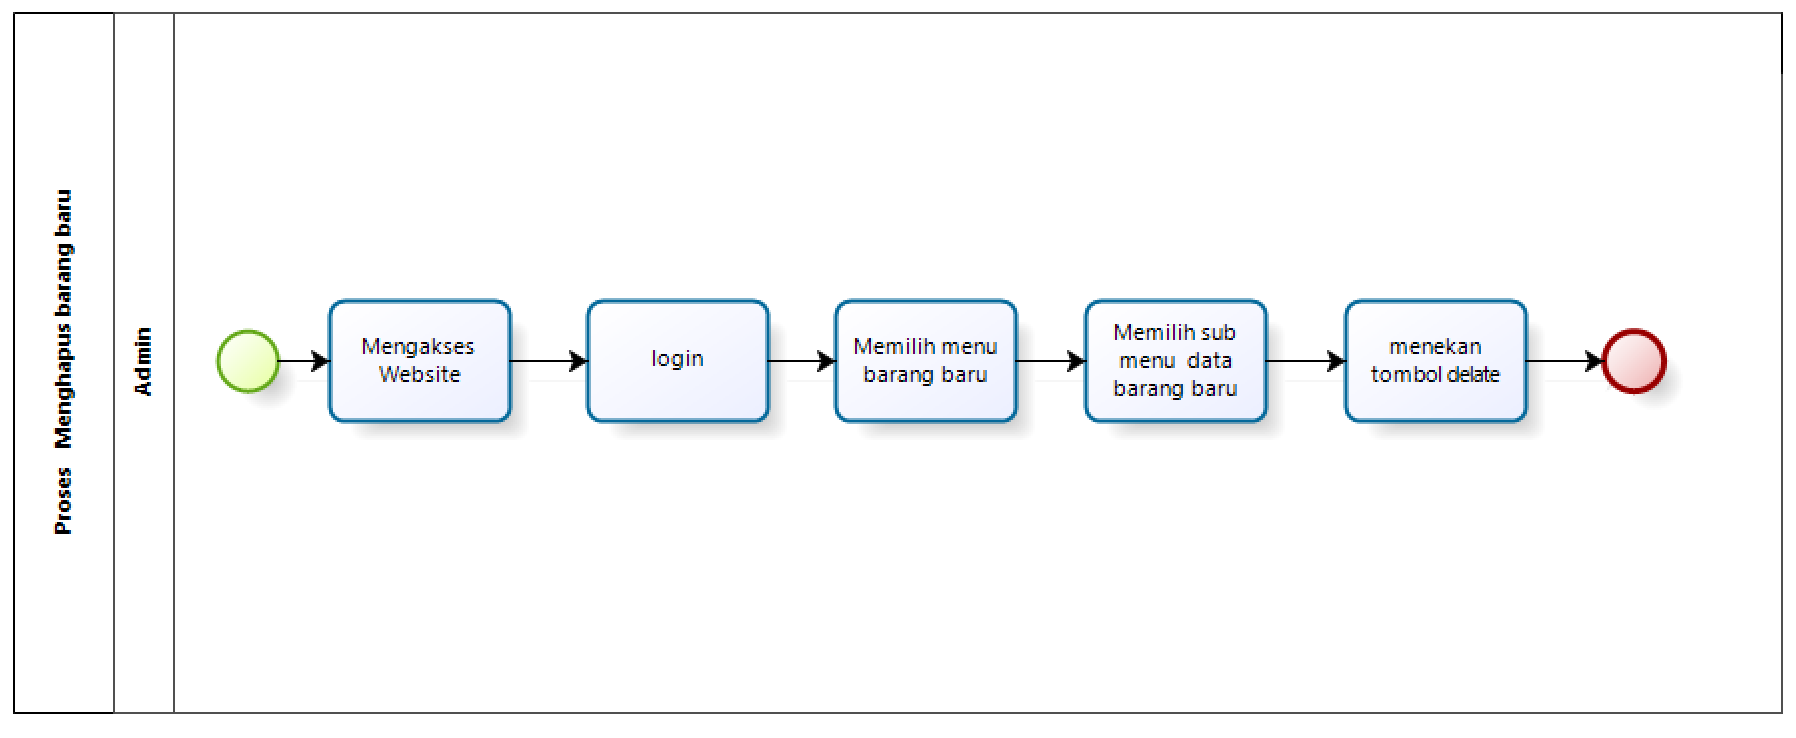 Proses Menghapus barang baru
Admin
Mengakses
Website
login
Memilih menu
barang baru
Memilih sub
menu data
barang baru
menekan
tombol delate